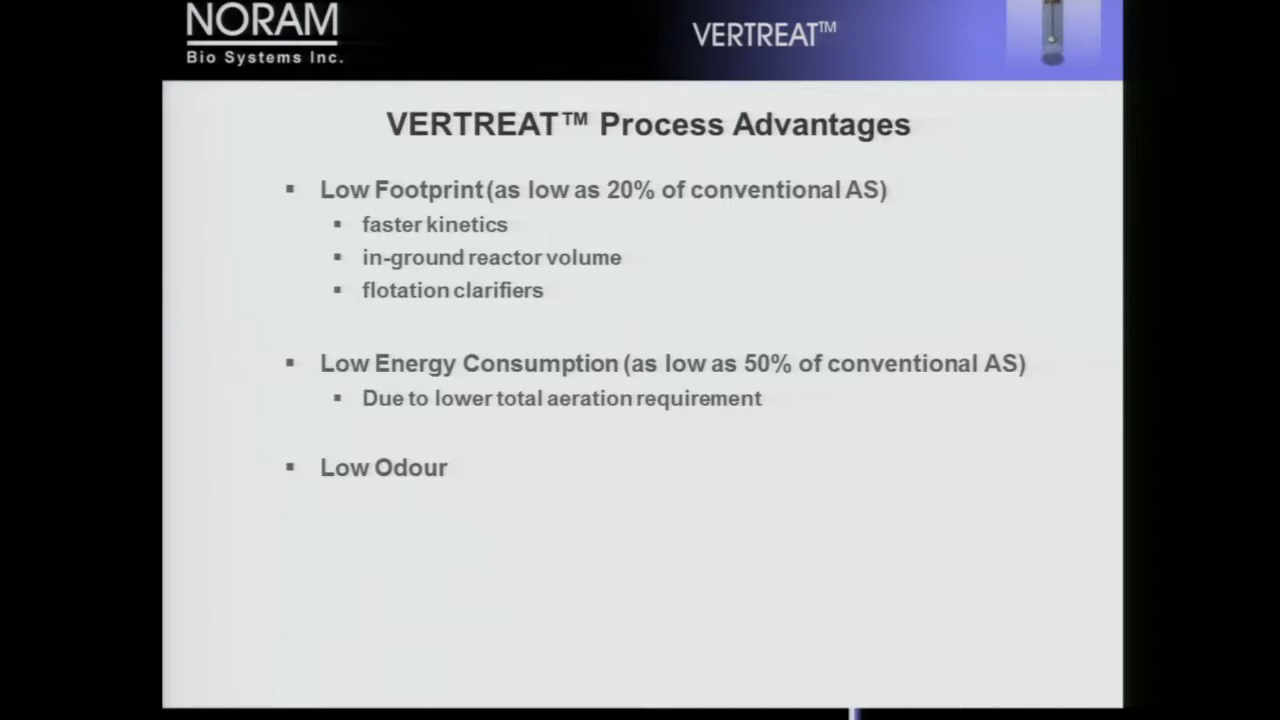 NORAM
Bio Systems Inc.
VERTREAT™
VERTREAT™ Process Advantages
▪ Low Footprint (as low as 20% of conventional AS)
▪ faster kinetics
▪ in-ground reactor volume
▪ flotation clarifiers
▪ Low Energy Consumption (as low as 50% of conventional AS)
▪ Due to lower total aeration requirement
▪ Low Odour